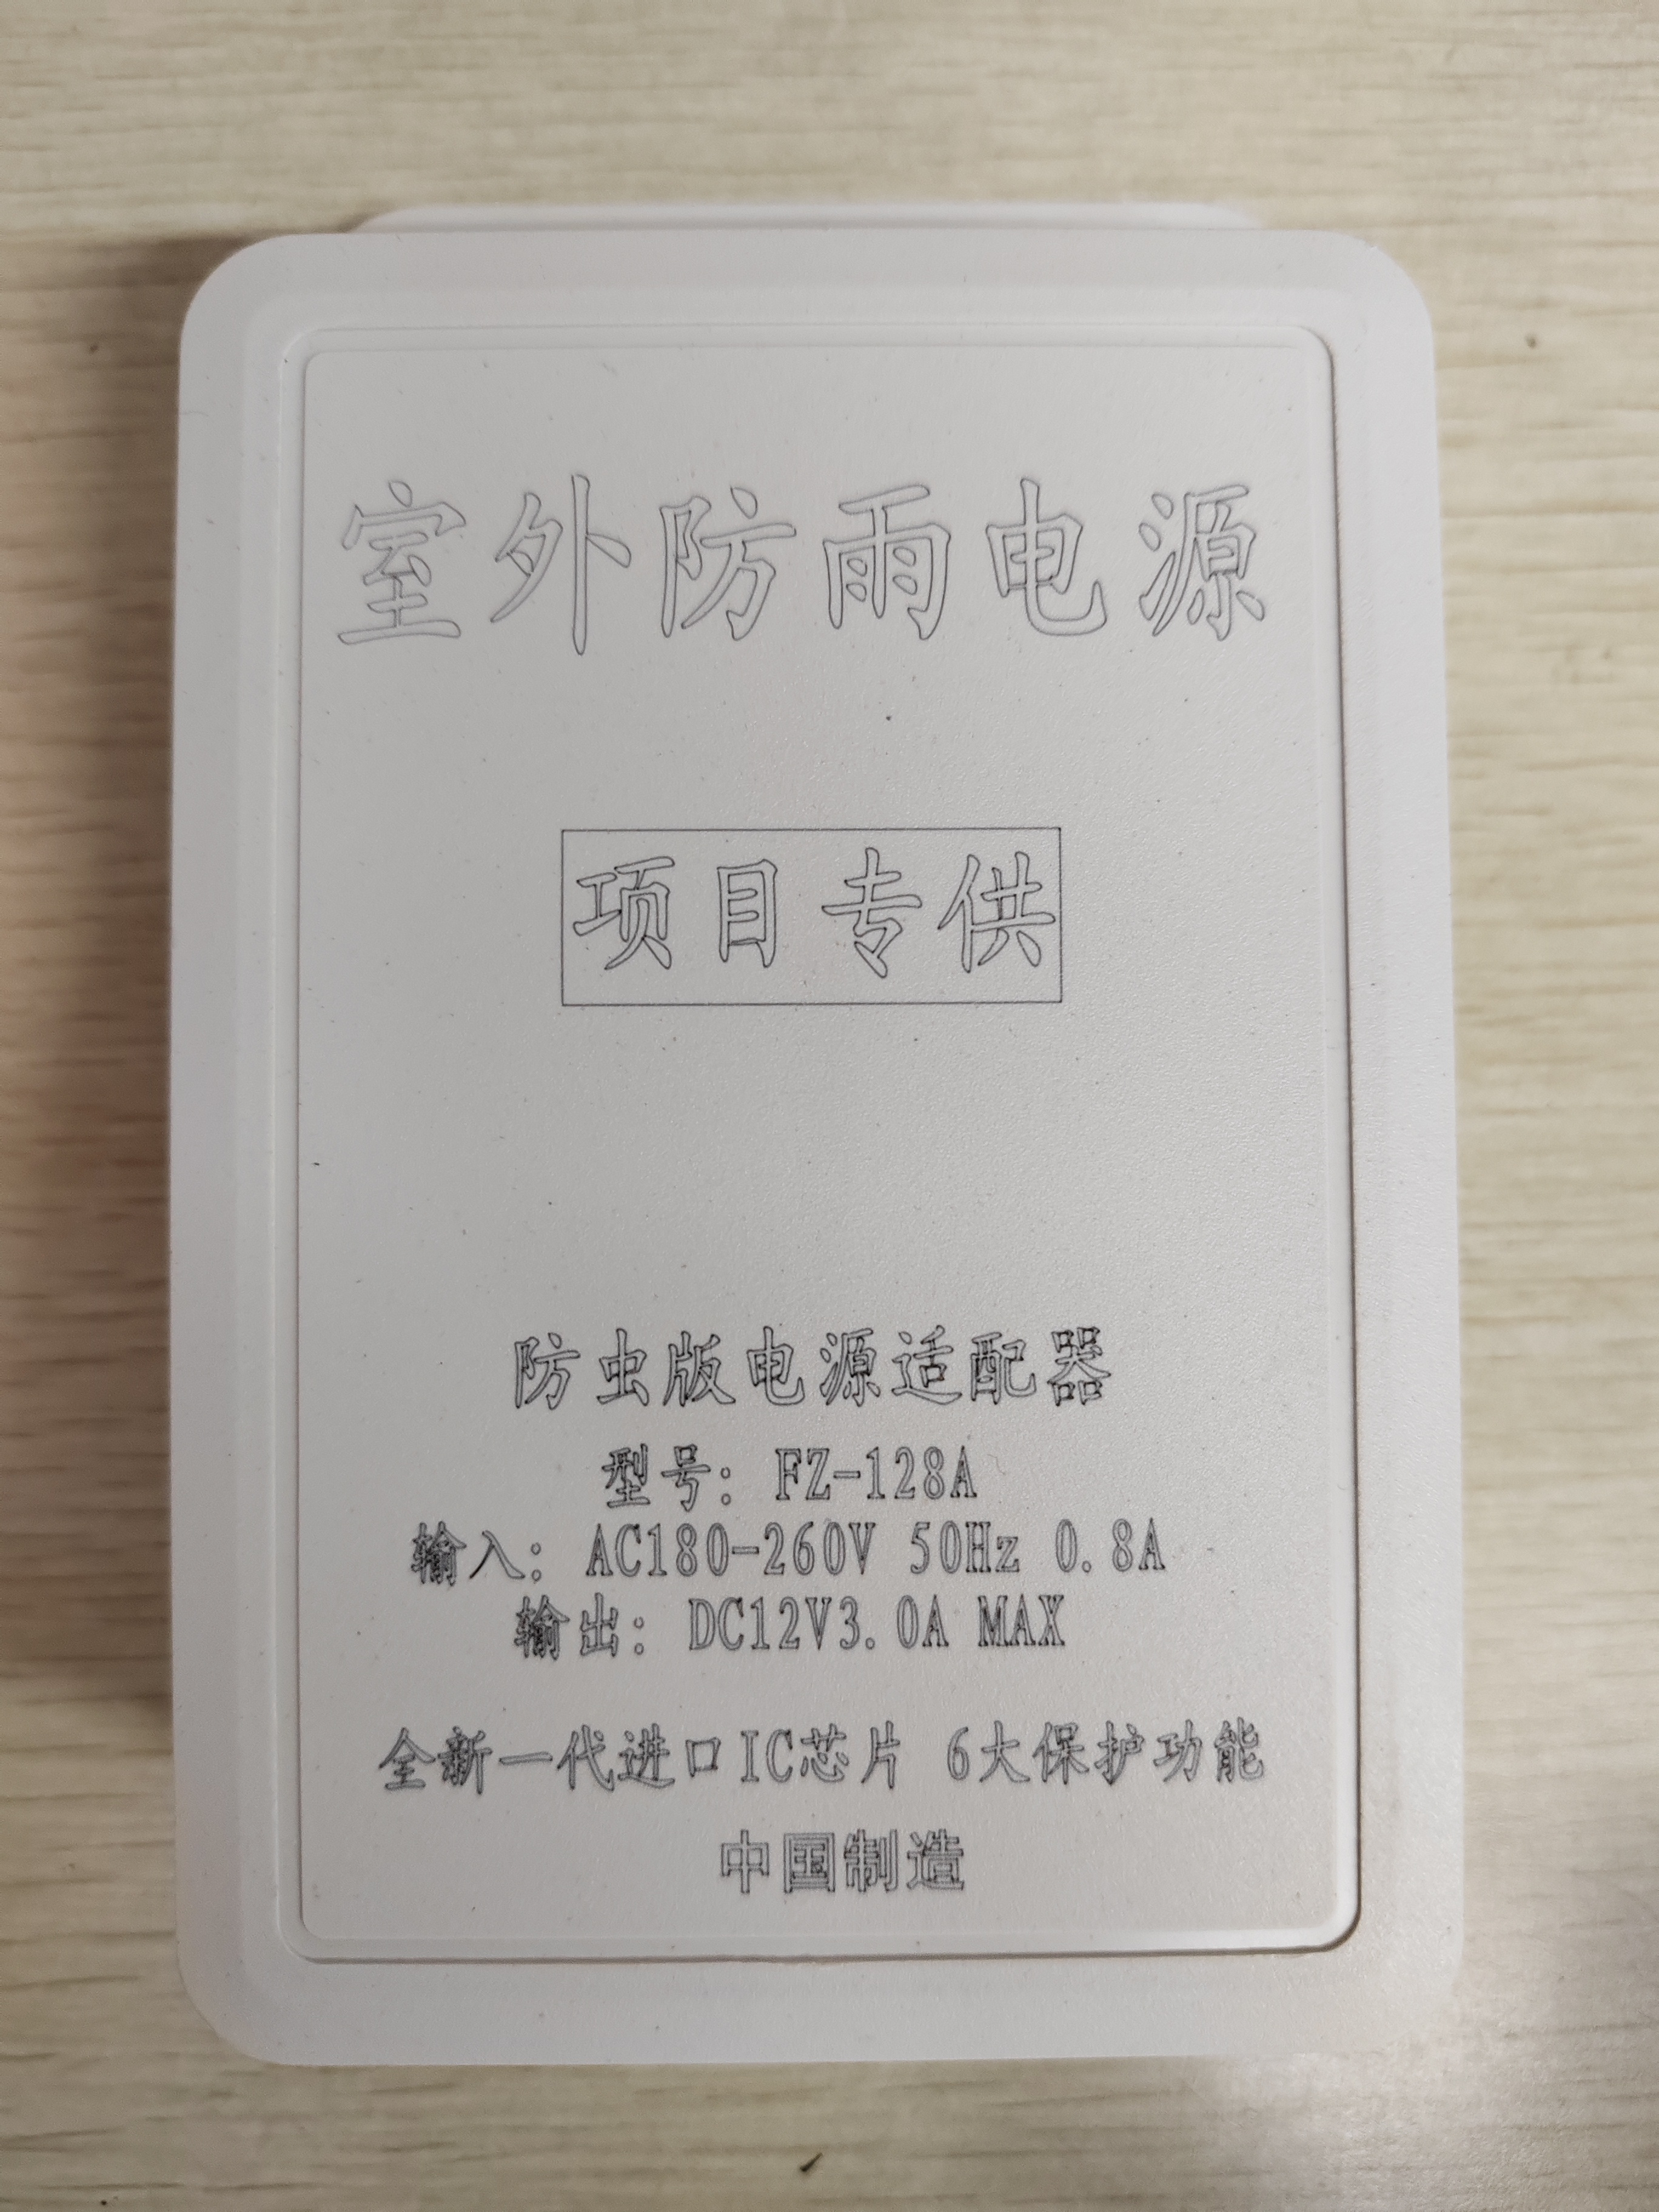 室外防雨电源
项目专供
防虫版电源适配器
型号: FZ-128A
输入: AC180-260V 50Hz 0.8A
输出: DC12V3.0A MAX
全新一代进口IC芯片 6大保护功能
中国制造